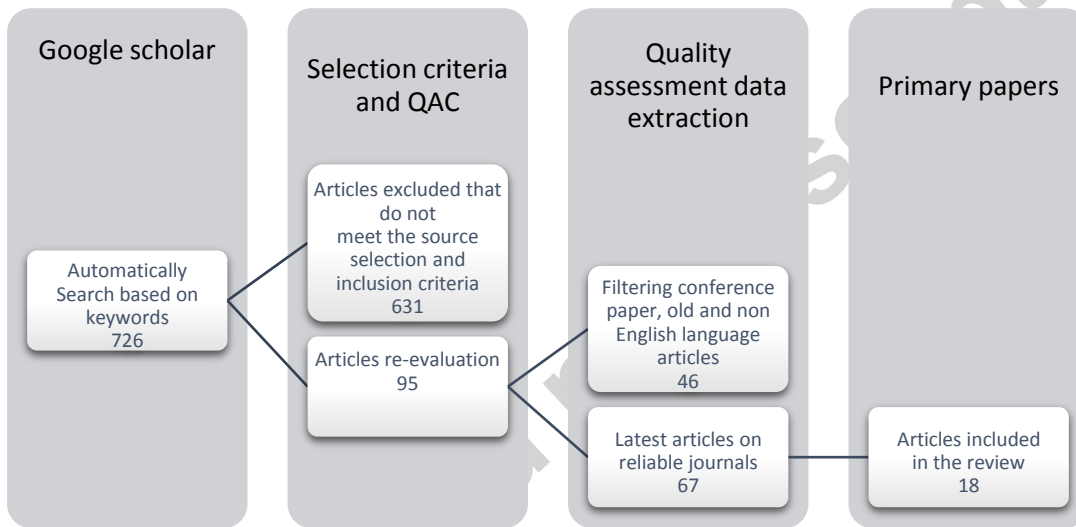 Google scholar
Selection criteria
and QAC
Quality
assessment data
extraction
Primary papers
Automatically
Search based on
keywords
726
Articles excluded that
do not
meet the source
selection and
inclusion criteria
631
Articles re-evaluation
95
Filtering conference
paper, old and non
English language
articles
46
Latest articles on
reliable journals
67
Articles included
in the review
18